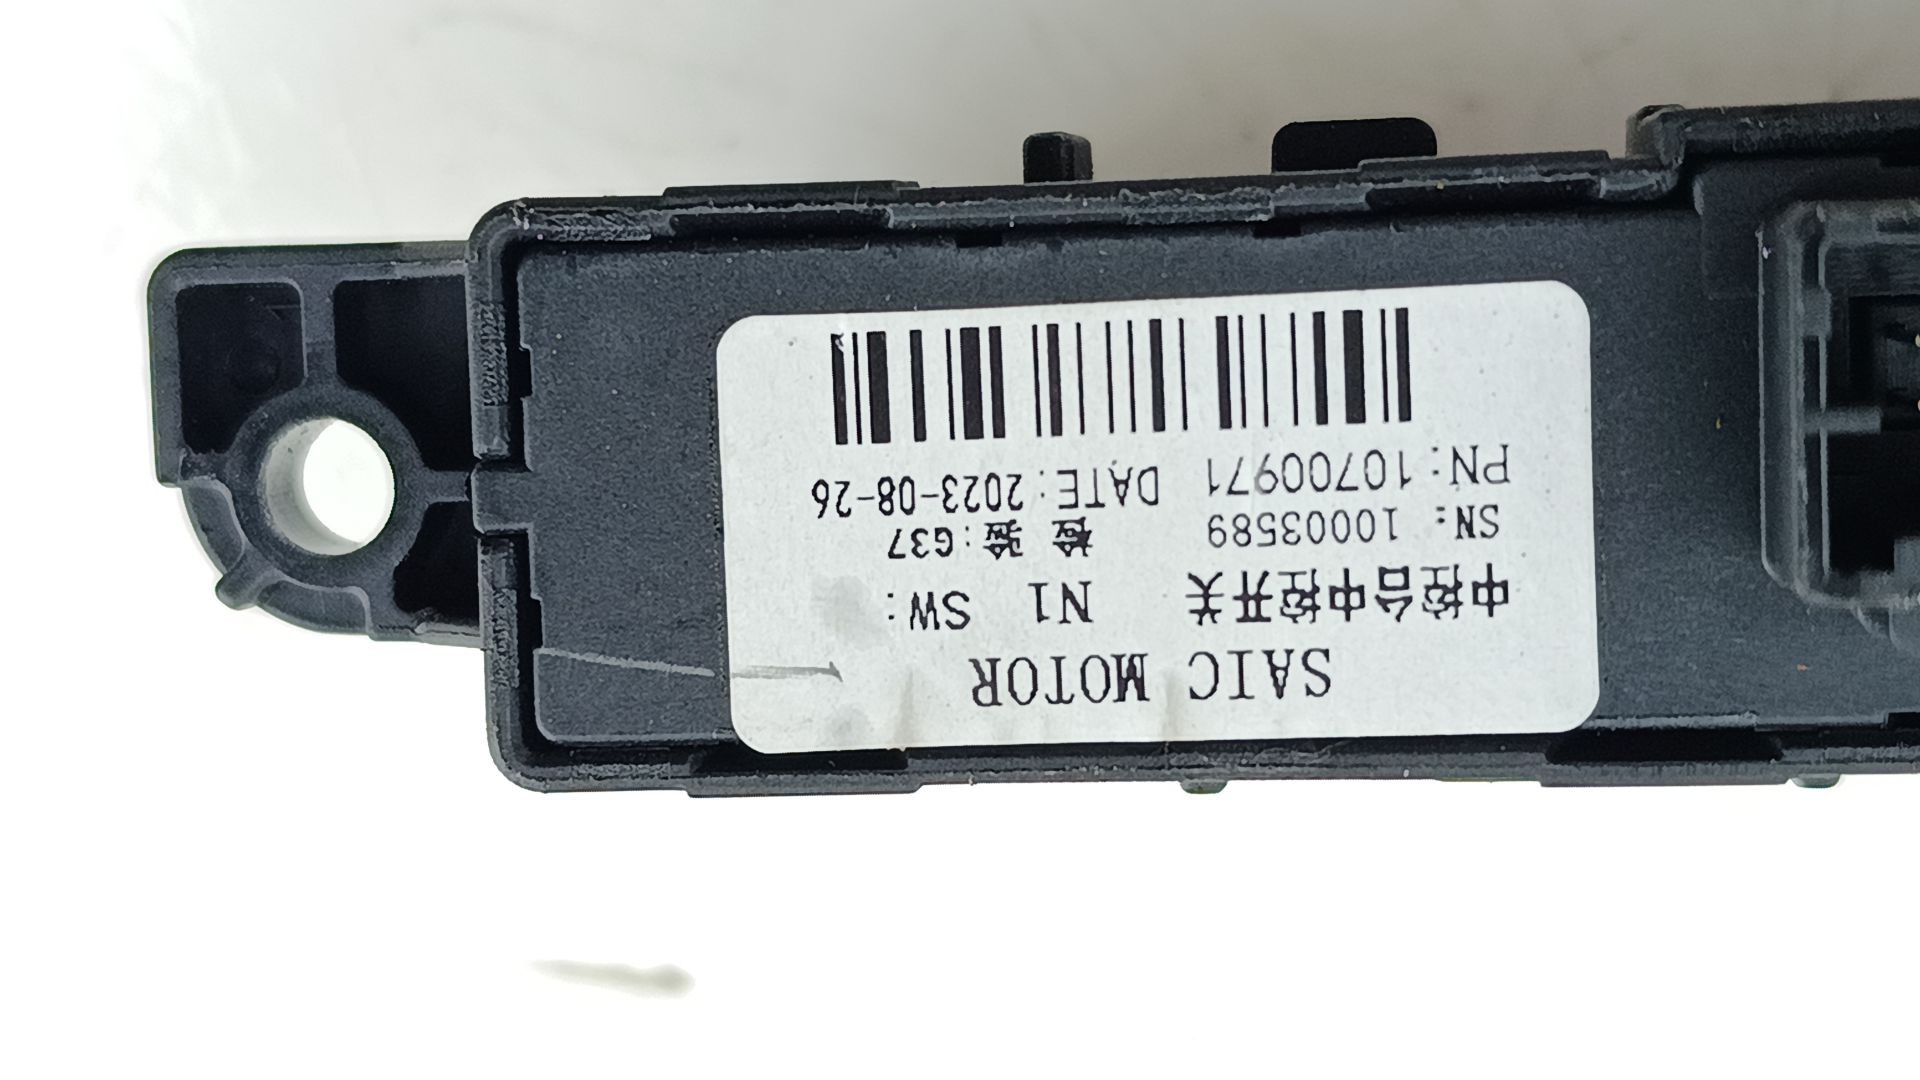 SAIC MOTOR
中控台中控开关 N1 SW:
SN: 10003589 检 验:G37
PN:10700971 DATE:2023-08-26